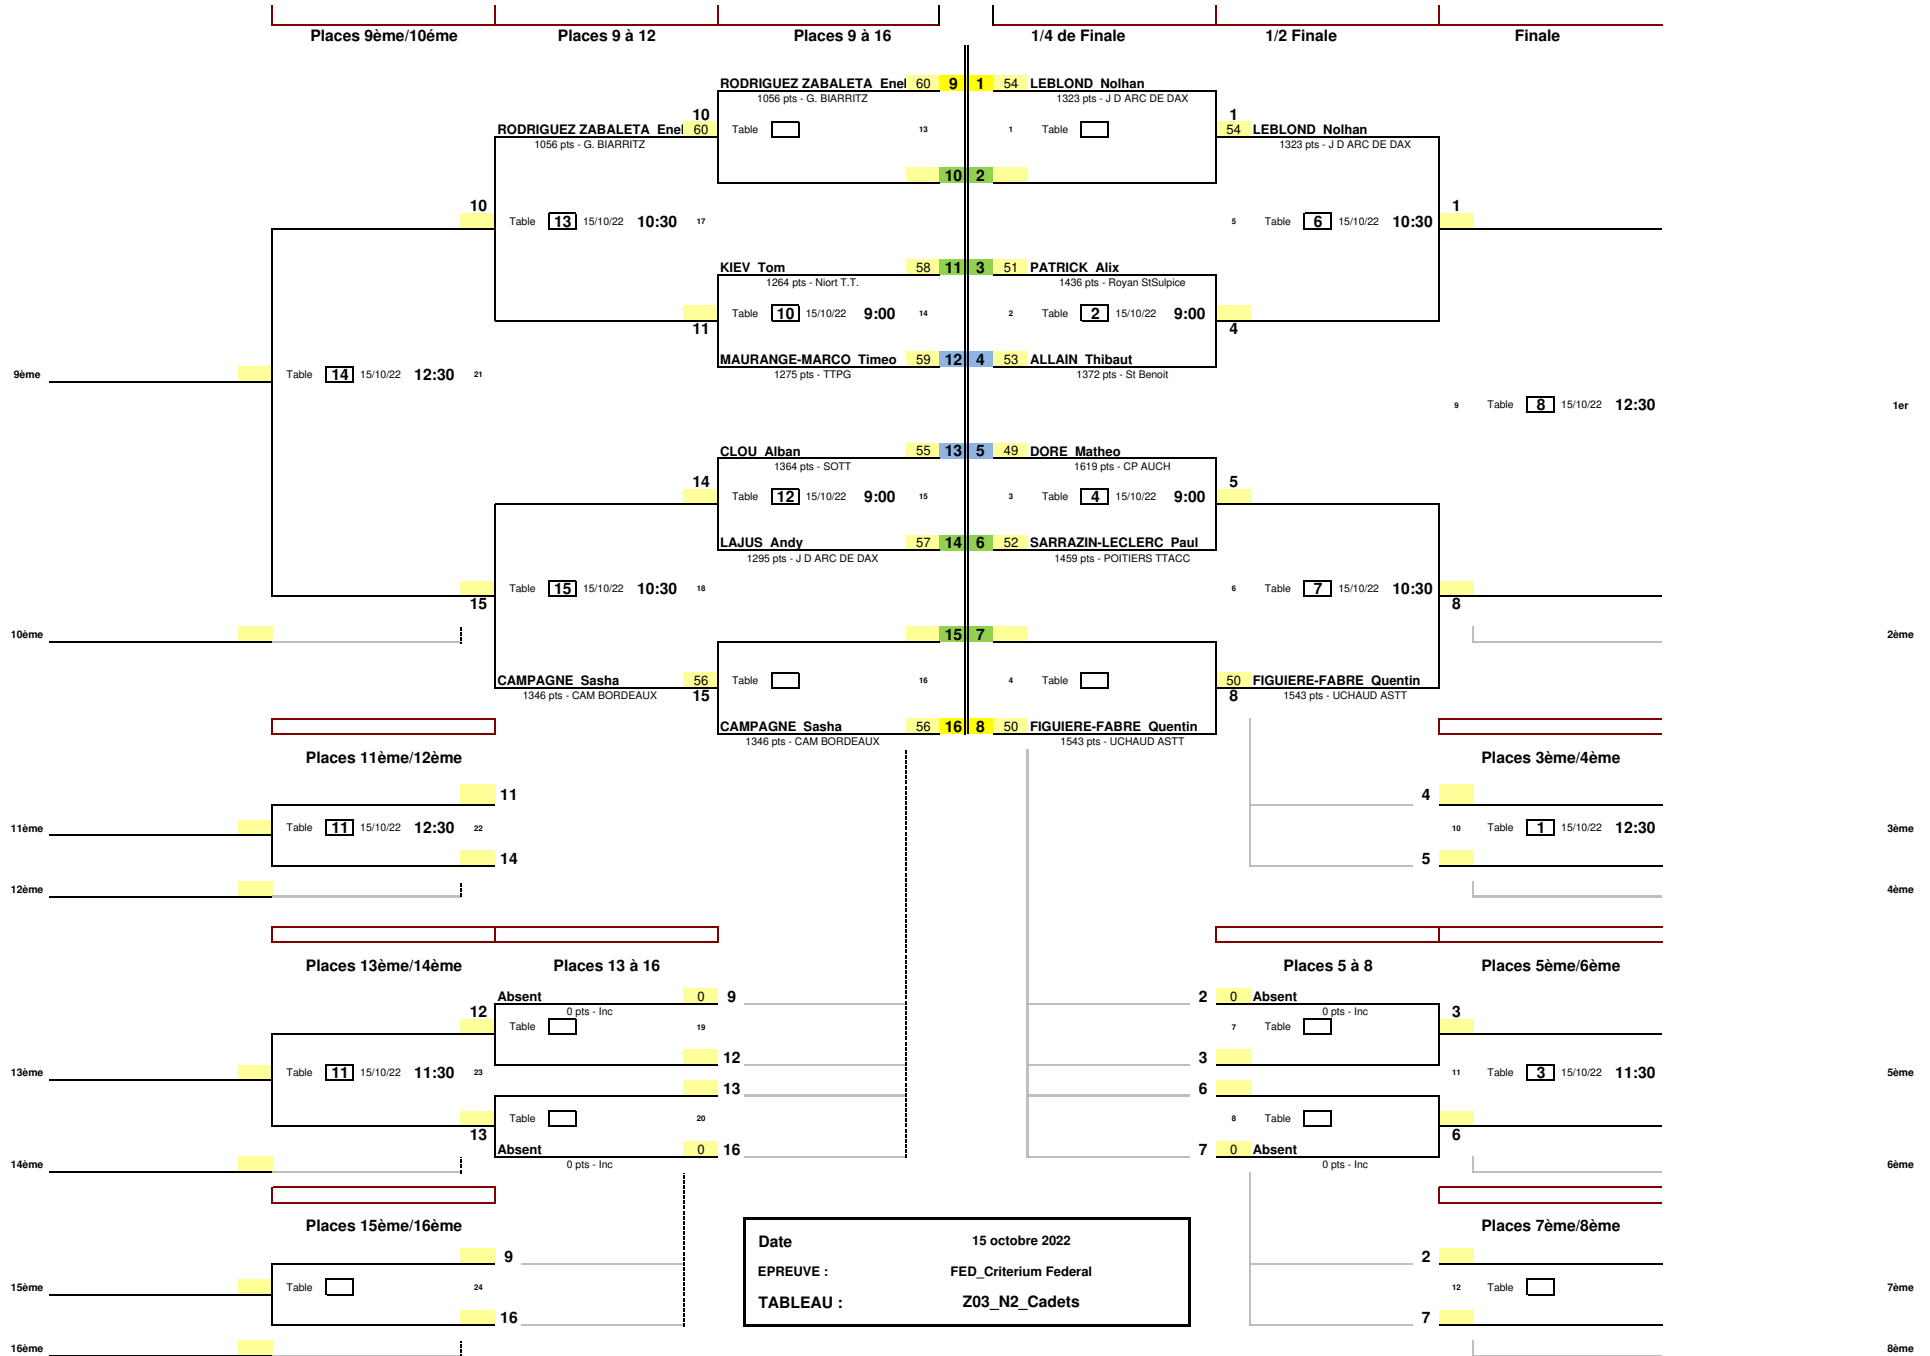 Places 9ème/10éme Places 9 à 12 Places 9 à 16 1/4 de Finale 1/2 Finale Finale
RODRIGUEZ ZABALETA Enel 60 9 1 54 LEBLOND Nolhan
1056 pts - G. BIARRITZ 1323 pts - J D ARC DE DAX
10 1
RODRIGUEZ ZABALETA Enel 60 Table 13 1 Table 54 LEBLOND Nolhan
1056 pts - G. BIARRITZ 1323 pts - J D ARC DE DAX
10 2
10 1
Table 13 15/10/22 10:30 17 5 Table 6 15/10/22 10:30
KIEV Tom 58 11 3 51 PATRICK Alix
1264 pts - Niort T.T. 1436 pts - Royan StSulpice
Table 10 15/10/22 9:00 14 2 Table 2 15/10/22 9:00
11 4
MAURANGE-MARCO Timeo 59 12 4 53 ALLAIN Thibaut
9ème Table 14 15/10/22 12:30 21 1275 pts - TTPG 1372 pts - St Benoit
9 Table 8 15/10/22 12:30 1er
CLOU Alban 55 13 5 49 DORE Matheo
1364 pts - SOTT 1619 pts - CP AUCH
14 5
Table 12 15/10/22 9:00 15 3 Table 4 15/10/22 9:00
LAJUS Andy 57 14 6 52 SARRAZIN-LECLERC Paul
1295 pts - J D ARC DE DAX 1459 pts - POITIERS TTACC
Table 15 15/10/22 10:30 18 6 Table 7 15/10/22 10:30
15 8
10ème 15 7 2ème
CAMPAGNE Sasha 56 Table 16 4 Table 50 FIGUIERE-FABRE Quentin
1346 pts - CAM BORDEAUX 15 8 1543 pts - UCHAUD ASTT
CAMPAGNE Sasha 56 16 8 50 FIGUIERE-FABRE Quentin
1346 pts - CAM BORDEAUX 1543 pts - UCHAUD ASTT
Places 11ème/12ème Places 3ème/4ème
11 4
11ème Table 11 15/10/22 12:30 22 10 Table 1 15/10/22 12:30 3ème
14 5
12ème 4ème
Places 13ème/14ème Places 13 à 16 Places 5 à 8 Places 5ème/6ème
Absent 0 9 2 0 Absent
12 0 pts - Inc 0 pts - Inc 3
Table 19 7 Table
12 3
13ème Table 11 15/10/22 11:30 23 11 Table 3 15/10/22 11:30 5ème
13 6
Table 20 8 Table
13 6
Absent 0 16 7 0 Absent
14ème 0 pts - Inc 0 pts - Inc 6ème
Places 15ème/16ème Places 7ème/8ème
Date 15 octobre 2022
9 2
EPREUVE : FED_Criterium Federal
15ème Table 24 12 Table 7ème
TABLEAU : Z03_N2_Cadets
16 7
16ème 8ème